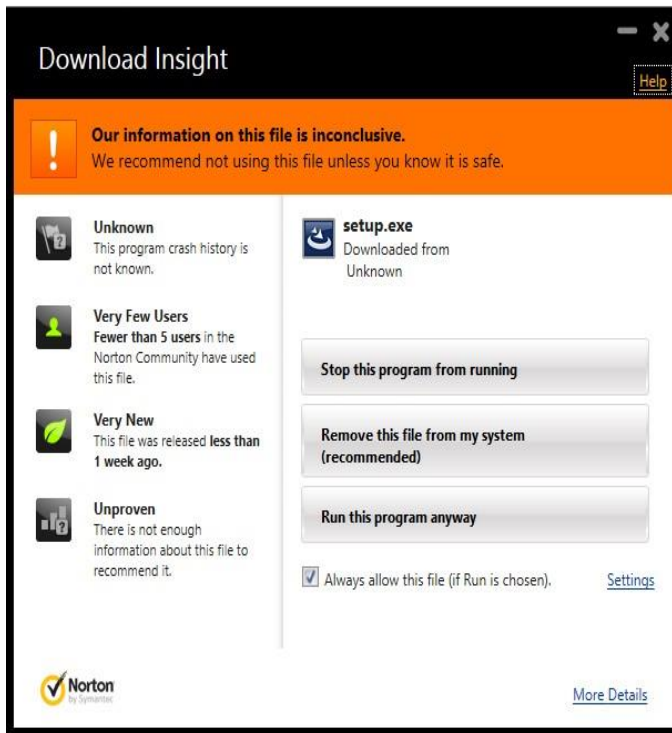 Download Insight
Help
Our information on this file is inconclusive.
We recommend not using this file unless you know it is safe.
Unknown
This program crash history is
not known.
Very Few Users
Fewer than 5 users in the
Norton Community have used
this file.
Very New
This file was released less than
1 week ago.
Unproven
There is not enough
information about this file to
recommend it.
setup.exe
Downloaded from
Unknown
Stop this program from running
Remove this file from my system
(recommended)
Run this program anyway
Always allow this file (if Run is chosen).
Settings
Norton
by Symantec
More Details